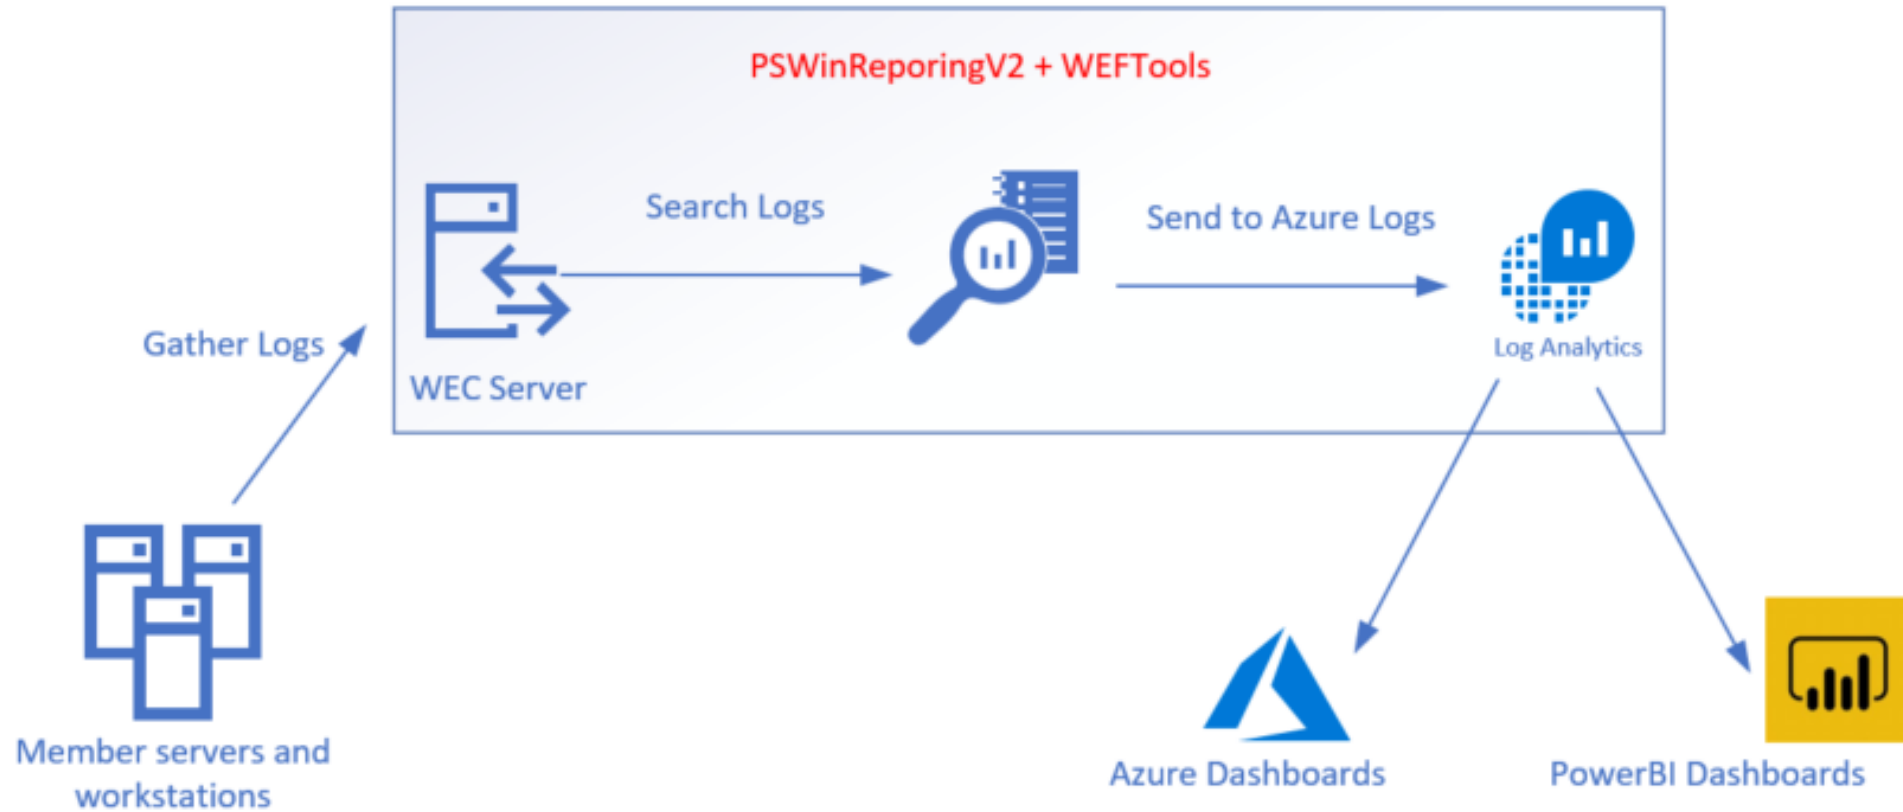 PSWinReporingV2 + WEFTools
Search Logs
Send to Azure Logs
Gather Logs
WEC Server
Log Analytics
Member servers and
workstations
Azure Dashboards
PowerBI Dashboards